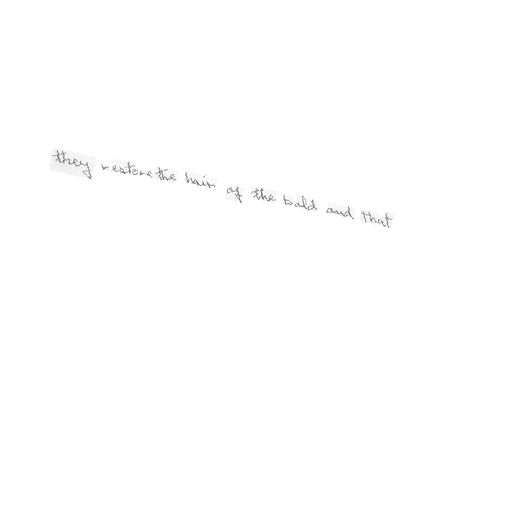 they restore the hair of the bald and that